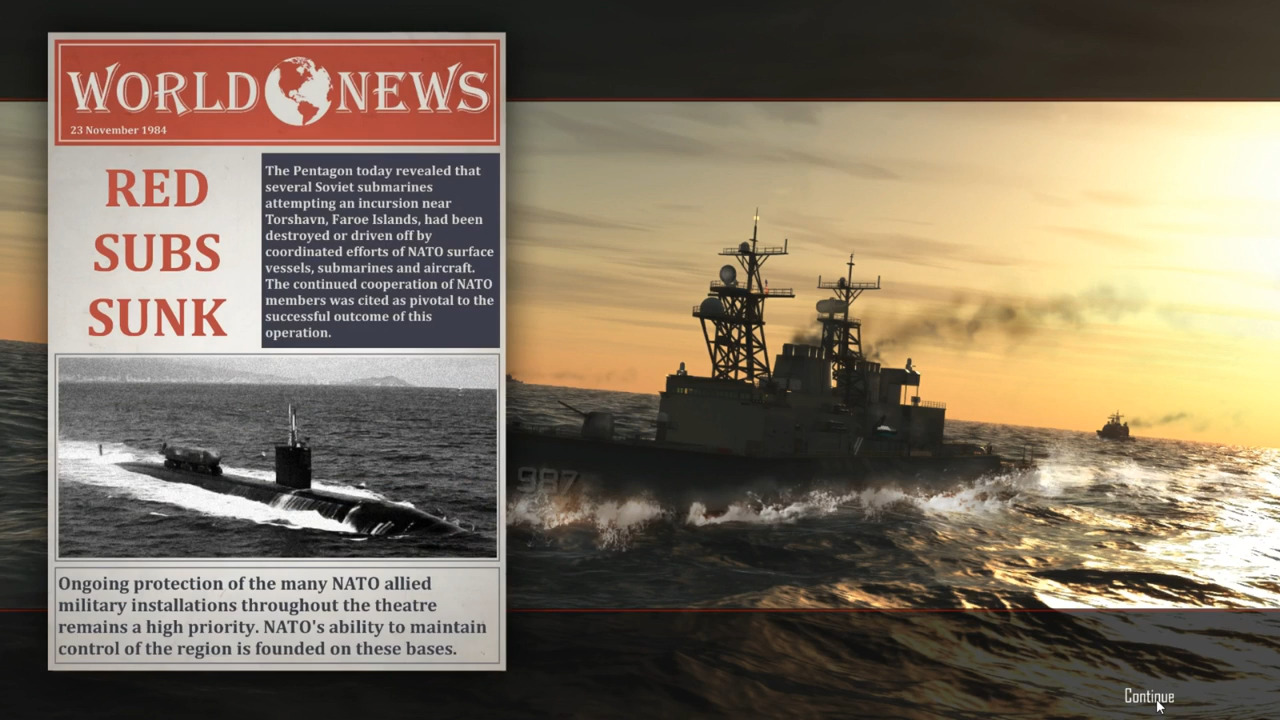 WORLD NEWS
23 November 1984
RED
SUBS
SUNK
The Pentagon today revealed that
several Soviet submarines
attempting an incursion near
Torshavn, Faroe Islands, had been
destroyed or driven off by
coordinated efforts of NATO surface
vessels, submarines and aircraft.
The continued cooperation of NATO
members was cited as pivotal to the
successful outcome of this
operation.
Ongoing protection of the many NATO allied
military installations throughout the theatre
remains a high priority. NATO's ability to maintain
control of the region is founded on these bases.
987
Continue